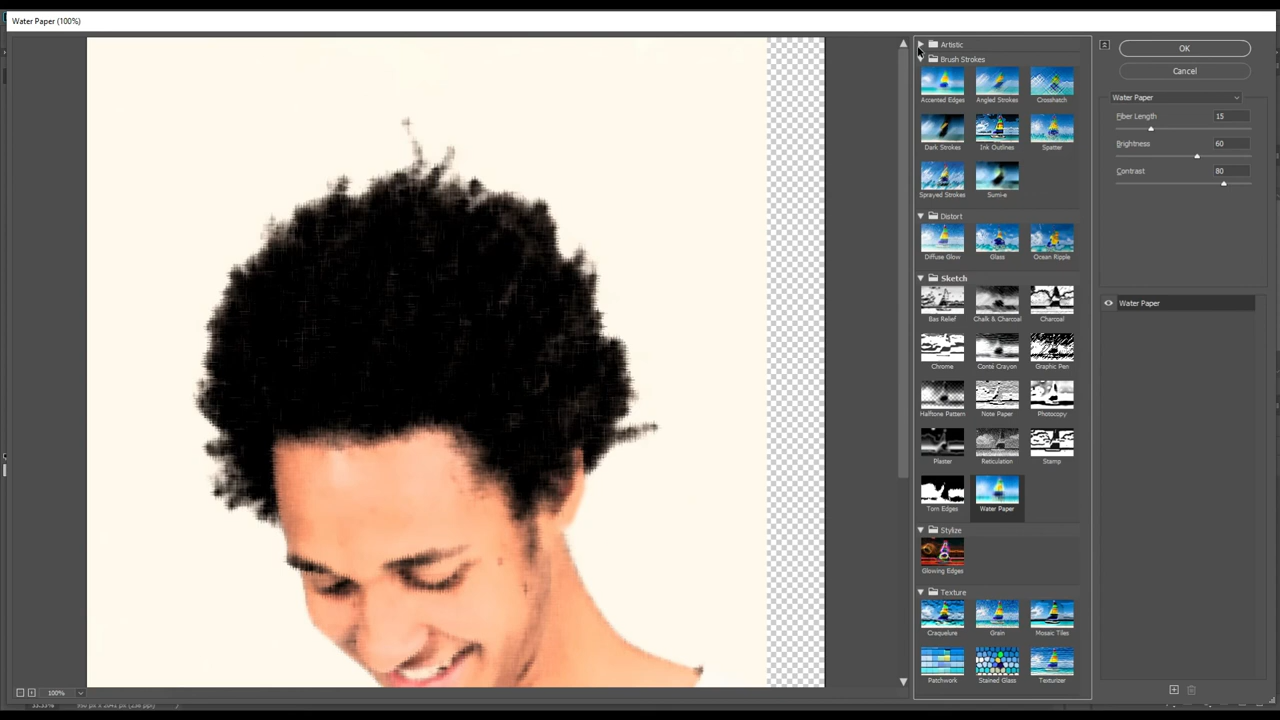 Water Paper (100%)
Artistic
Brush Strokes
Accented Edges
Angled Strokes
Crosshatch
Dark Strokes
Ink Outlines
Spatter
Sprayed Strokes
Sumi-e
Distort
Diffuse Glow
Glass
Ocean Ripple
Sketch
Bas Relief
Chalk & Charcoal
Charcoal
Chrome
Conté Crayon
Graphic Pen
Halftone Pattern
Note Paper
Photocopy
Plaster
Reticulation
Stamp
Torn Edges
Water Paper
Stylize
Glowing Edges
Texture
Craquelure
Grain
Mosaic Tiles
Patchwork
Stained Glass
Texturizer
OK
Cancel
Water Paper
Fiber Length 15
Brightness 60
Contrast 80
Water Paper
100%